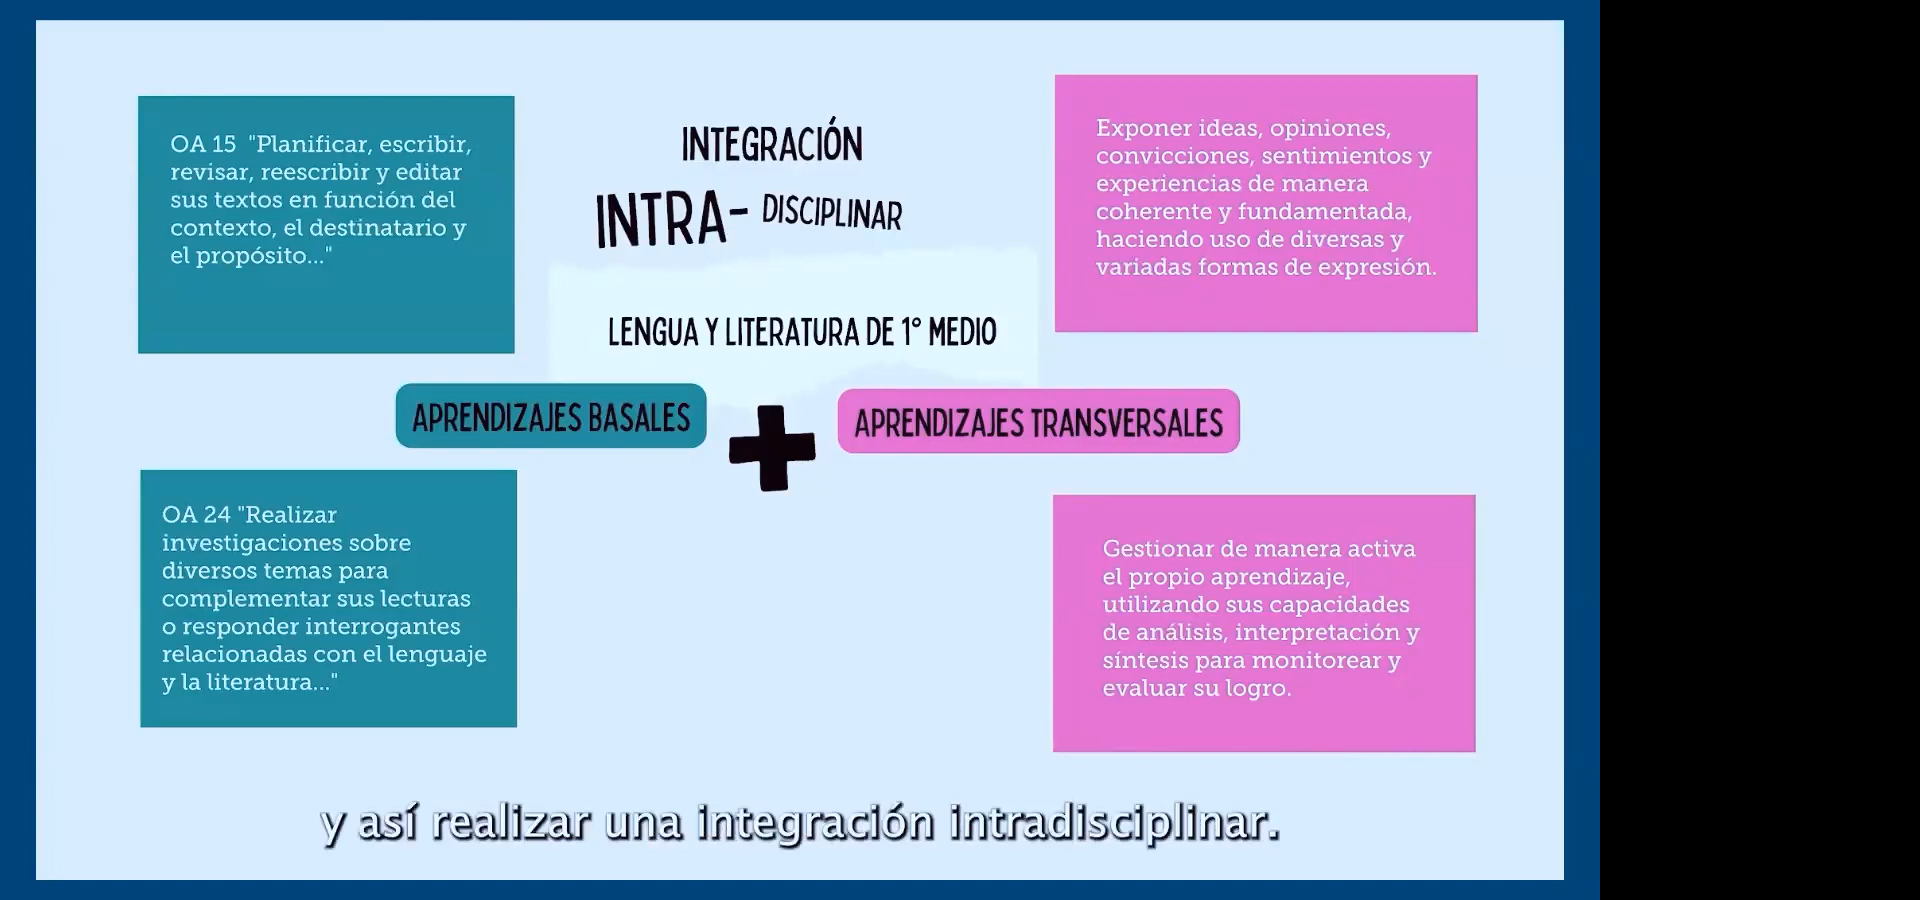 OA 15  "Planificar, escribir,
revisar, reescribir y editar
sus textos en función del
contexto, el destinatario y
el propósito..."
INTEGRACIÓN
INTRA- DISCIPLINAR
LENGUA Y LITERATURA DE 1° MEDIO
Exponer ideas, opiniones,
convicciones, sentimientos y
experiencias de manera
coherente y fundamentada,
haciendo uso de diversas y
variadas formas de expresión.
APRENDIZAJES BASALES
APRENDIZAJES TRANSVERSALES
OA 24 "Realizar
investigaciones sobre
diversos temas para
complementar sus lecturas
o responder interrogantes
relacionadas con el lenguaje
y la literatura..."
Gestionar de manera activa
el propio aprendizaje,
utilizando sus capacidades
de análisis, interpretación y
síntesis para monitorear y
evaluar su logro.
y así realizar una integración intradisciplinar.